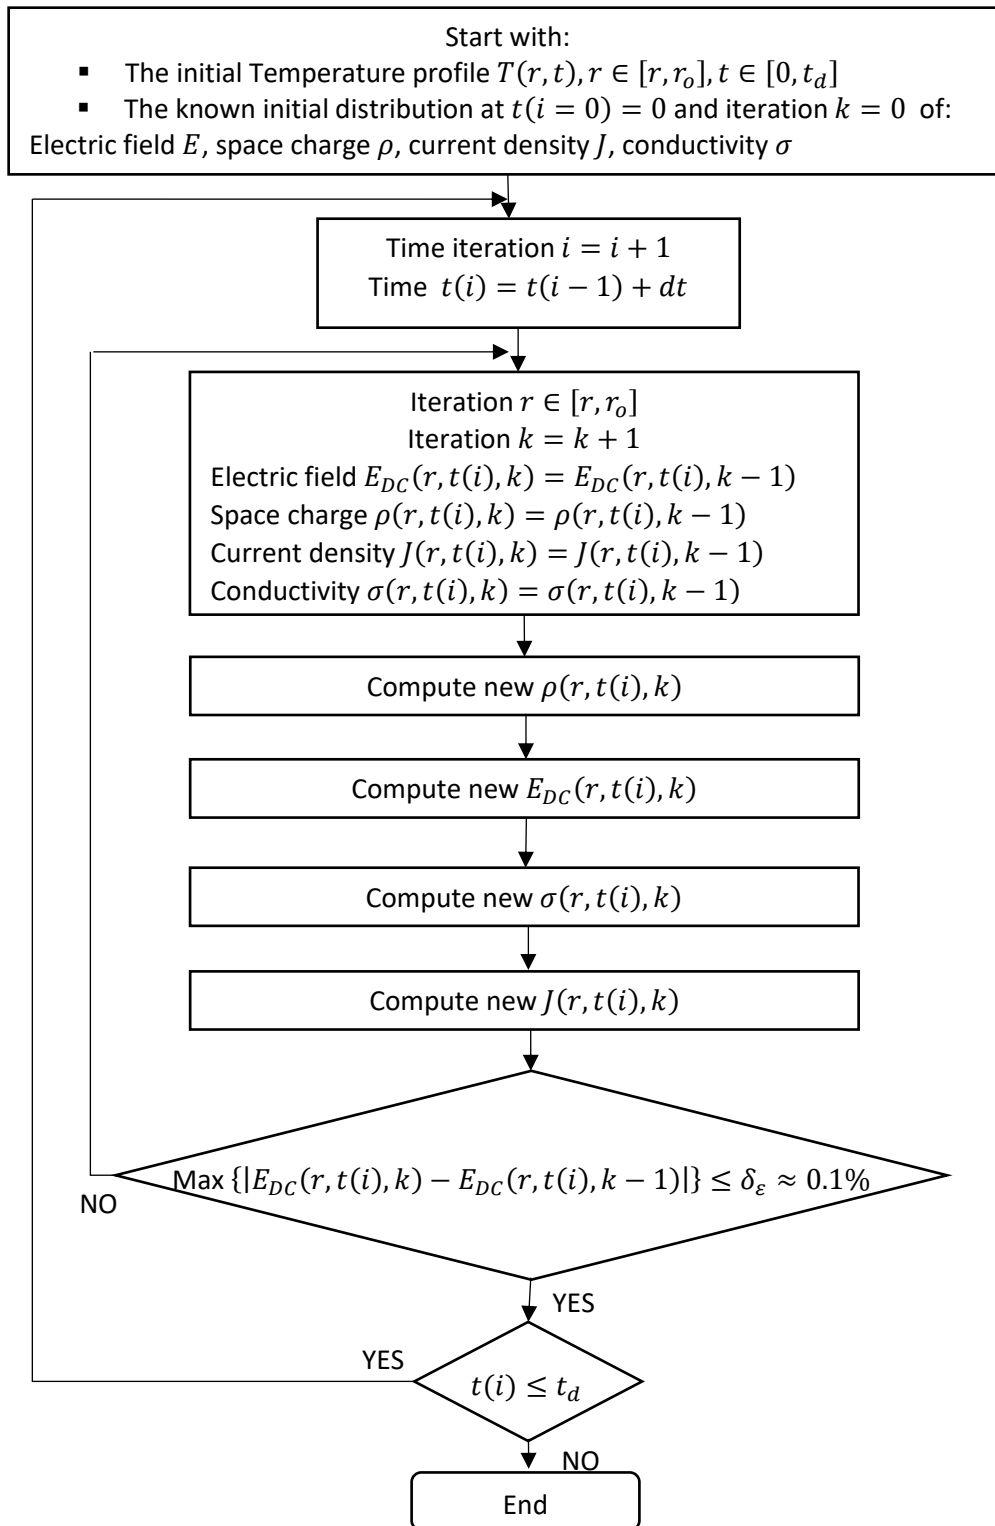 Start with:
▪ The initial Temperature profile T(r, t), r ∈ [r, r_o], t ∈ [0, t_d]
▪ The known initial distribution at t(i = 0) = 0 and iteration k = 0 of:
Electric field E, space charge ρ, current density J, conductivity σ
Time iteration i = i + 1
Time t(i) = t(i − 1) + dt
Iteration r ∈ [r, r_o]
Iteration k = k + 1
Electric field E_DC(r, t(i), k) = E_DC(r, t(i), k − 1)
Space charge ρ(r, t(i), k) = ρ(r, t(i), k − 1)
Current density J(r, t(i), k) = J(r, t(i), k − 1)
Conductivity σ(r, t(i), k) = σ(r, t(i), k − 1)
Compute new ρ(r, t(i), k)
Compute new E_DC(r, t(i), k)
Compute new σ(r, t(i), k)
Compute new J(r, t(i), k)
Max {|E_DC(r, t(i), k) − E_DC(r, t(i), k − 1)|} ≤ δ_ε ≈ 0.1%
NO
YES
YES
t(i) ≤ t_d
NO
End